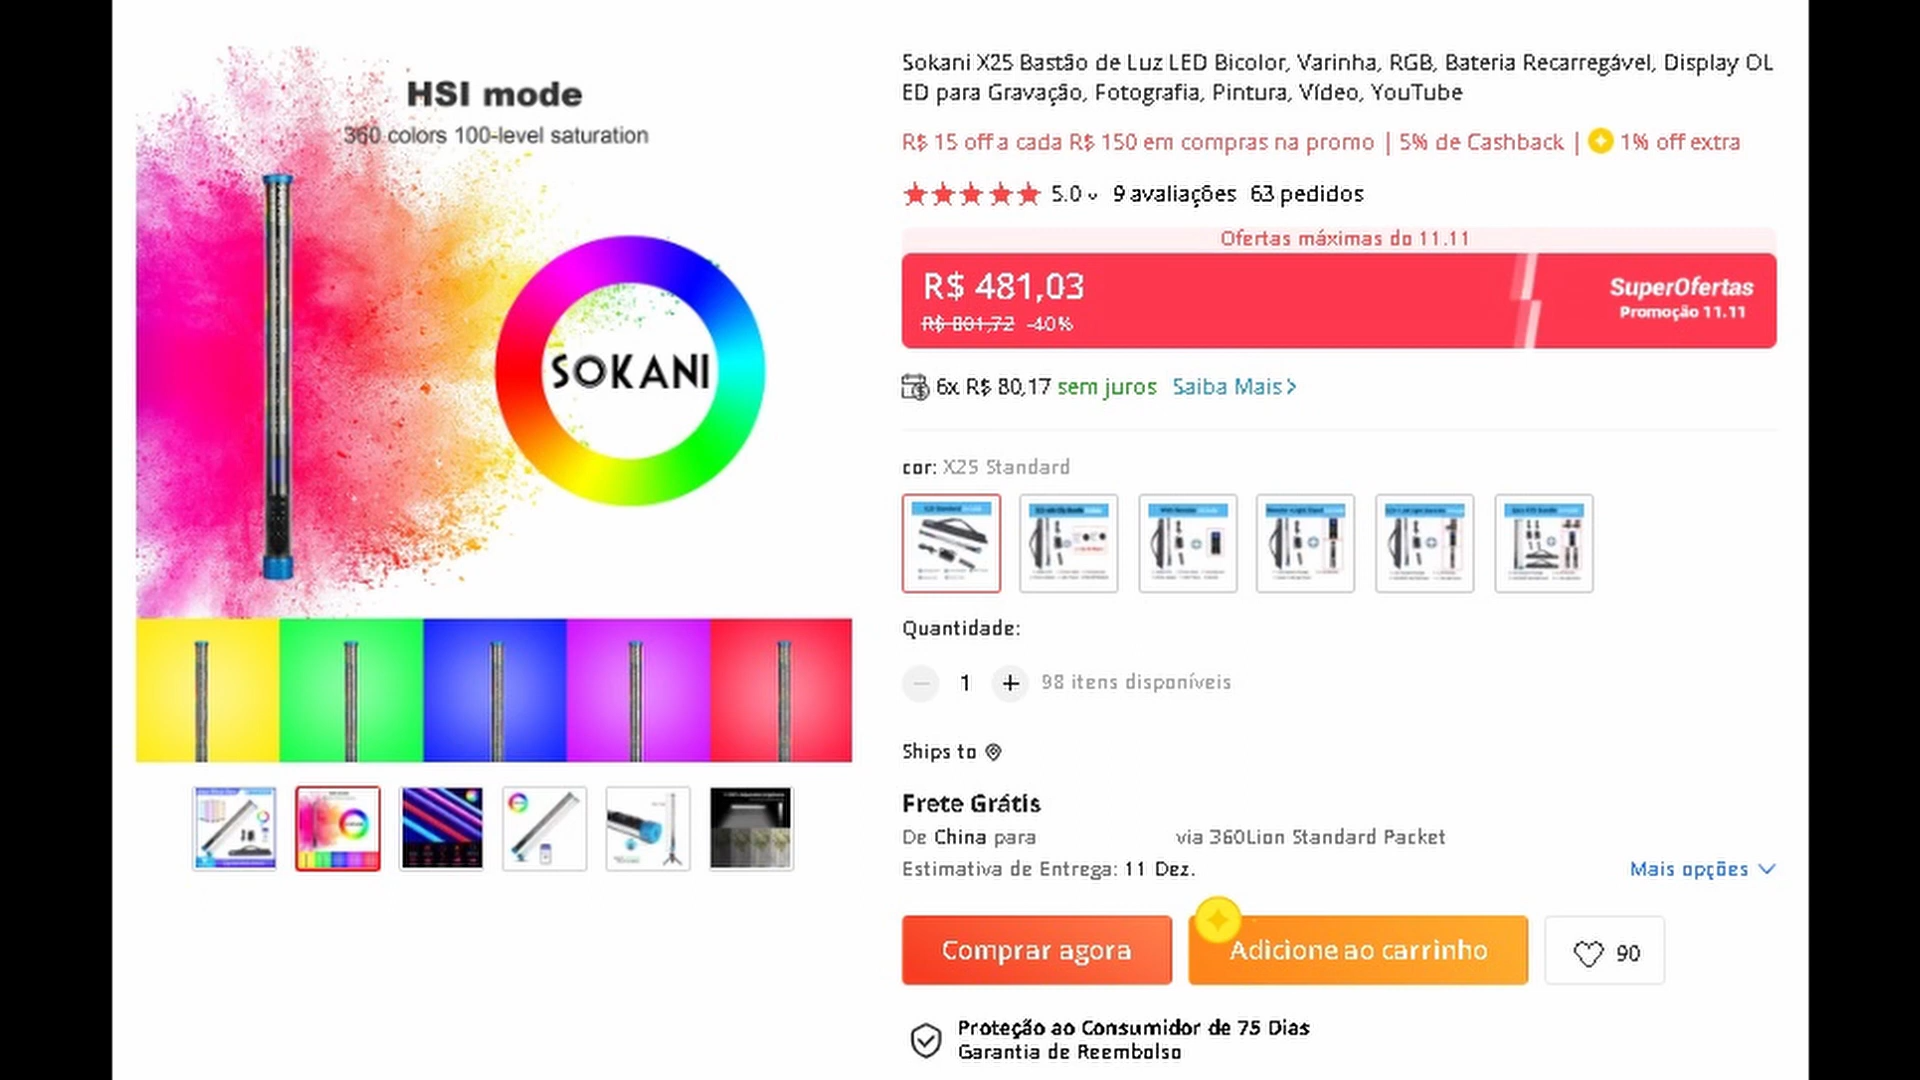 HSI mode
360 colors 100-level saturation
SOKANI
Sokani X25 Bastão de Luz LED Bicolor, Varinha, RGB, Bateria Recarregável, Display OL
ED para Gravação, Fotografia, Pintura, Vídeo, YouTube
R$ 15 off a cada R$ 150 em compras na promo | 5% de Cashback | 1% off extra
5.0 9 avaliações 63 pedidos
Ofertas máximas do 11.11
R$ 481,03
R$ 801,72 -40%
SuperOfertas
Promoção 11.11
6x R$ 80,17 sem juros Saiba Mais
cor: X25 Standard
Quantidade:
1 + 98 itens disponíveis
Ships to
Frete Grátis
De China para via 360Lion Standard Packet
Estimativa de Entrega: 11 Dez.
Mais opções
Comprar agora
Adicione ao carrinho
90
Proteção ao Consumidor de 75 Dias
Garantia de Reembolso